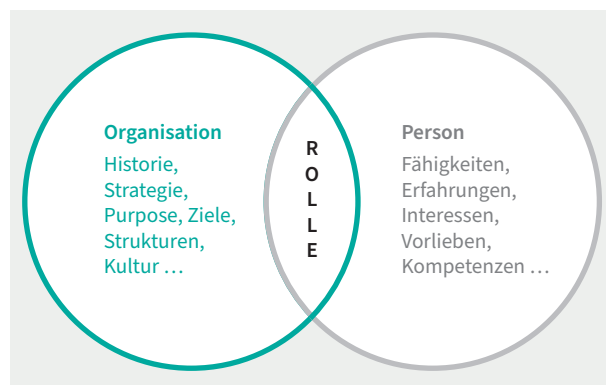 Organisation
Historie,
Strategie,
Purpose, Ziele,
Strukturen,
Kultur …
R
O
L
L
E
Person
Fähigkeiten,
Erfahrungen,
Interessen,
Vorlieben,
Kompetenzen …